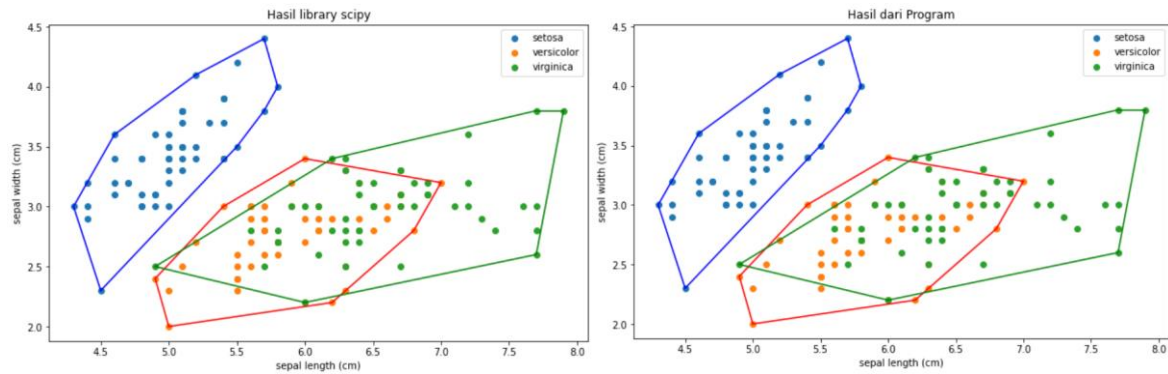 Hasil library scipy
4.5
4.0
3.5
3.0
2.5
2.0
sepal width (cm)
setosa
versicolor
virginica
4.5 5.0 5.5 6.0 6.5 7.0 7.5 8.0
sepal length (cm)
Hasil dari Program
4.5
4.0
3.5
3.0
2.5
2.0
sepal width (cm)
setosa
versicolor
virginica
4.5 5.0 5.5 6.0 6.5 7.0 7.5 8.0
sepal length (cm)